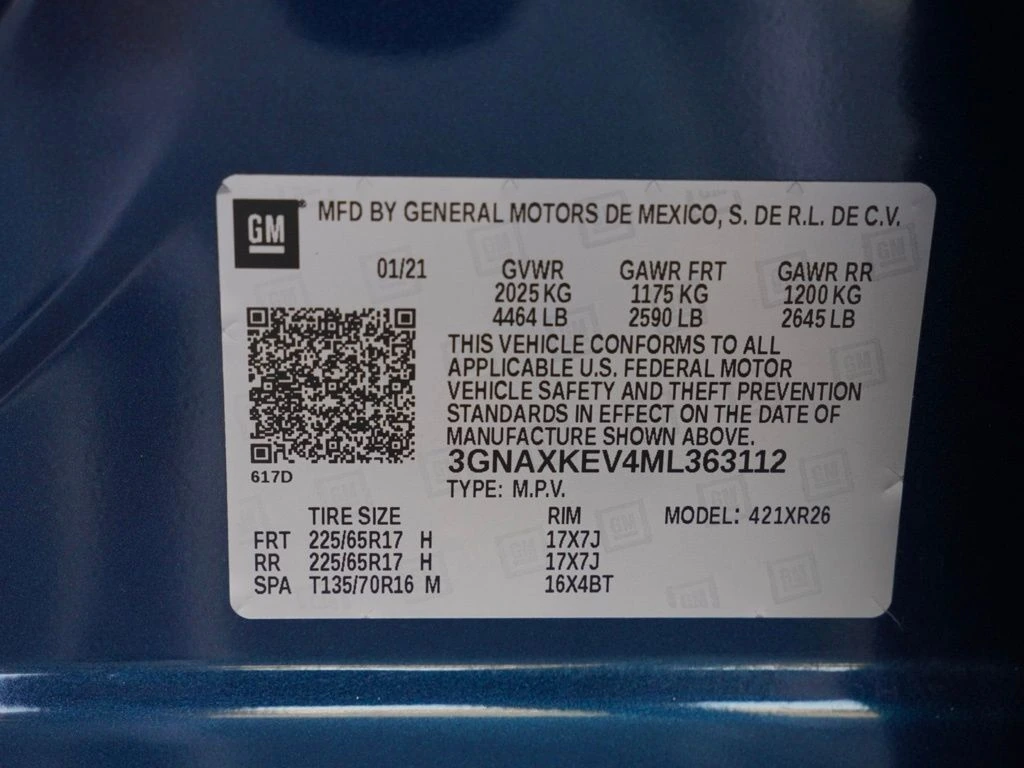 GM® MFD BY GENERAL MOTORS DE MEXICO, S. DE R.L. DE C.V.
01/21 GVWR GAWR FRT GAWR RR
2025 KG 1175 KG 1200 KG
4464 LB 2590 LB 2645 LB
THIS VEHICLE CONFORMS TO ALL
APPLICABLE U.S. FEDERAL MOTOR
VEHICLE SAFETY AND THEFT PREVENTION
STANDARDS IN EFFECT ON THE DATE OF
MANUFACTURE SHOWN ABOVE.
3GNAXKEV4ML363112
617D
TYPE: M.P.V.
TIRE SIZE RIM MODEL: 421XR26
FRT 225/65R17 H 17X7J
RR 225/65R17 H 17X7J
SPA T135/70R16 M 16X4BT